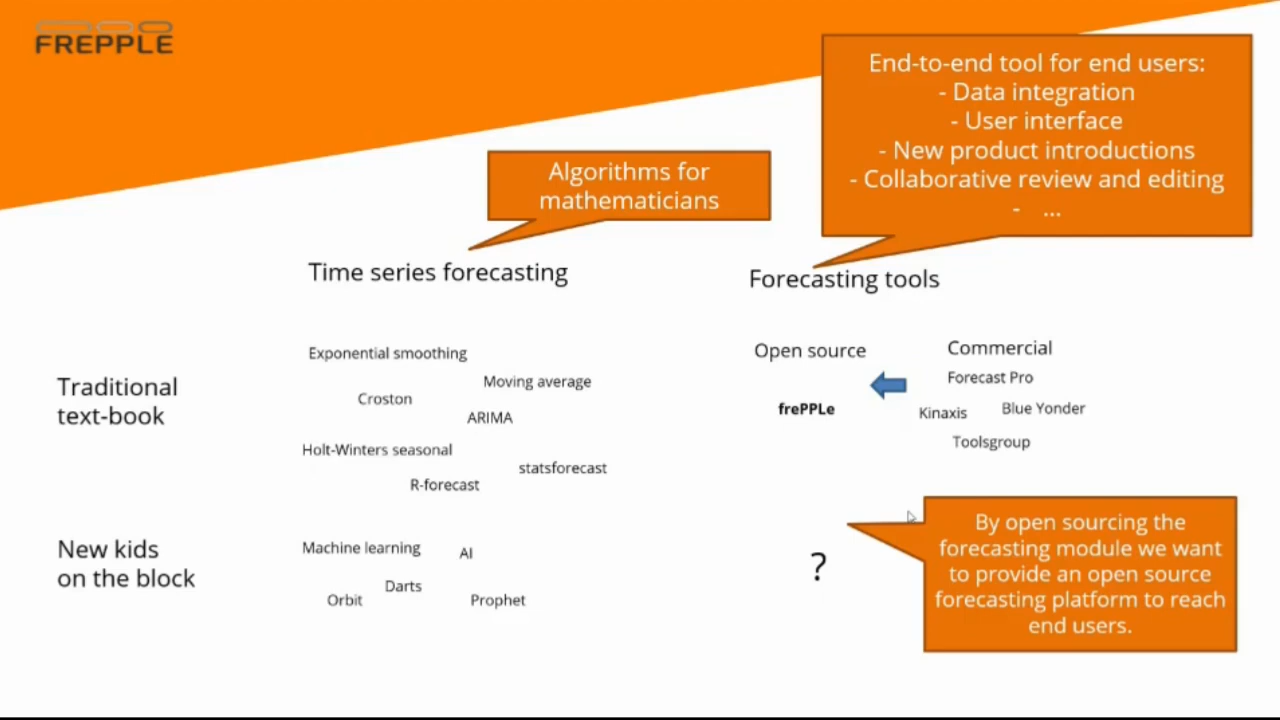 FREPPLE
End-to-end tool for end users:
- Data integration
- User interface
- New product introductions
- Collaborative review and editing
- ...
Algorithms for
mathematicians
Time series forecasting
Forecasting tools
Traditional
text-book
Exponential smoothing
Moving average
Croston
ARIMA
Holt-Winters seasonal
statsforecast
R-forecast
Open source
frePPLe
Commercial
Forecast Pro
Kinaxis
Blue Yonder
Toolsgroup
New kids
on the block
Machine learning
AI
Darts
Orbit
Prophet
?
By open sourcing the
forecasting module we want
to provide an open source
forecasting platform to reach
end users.